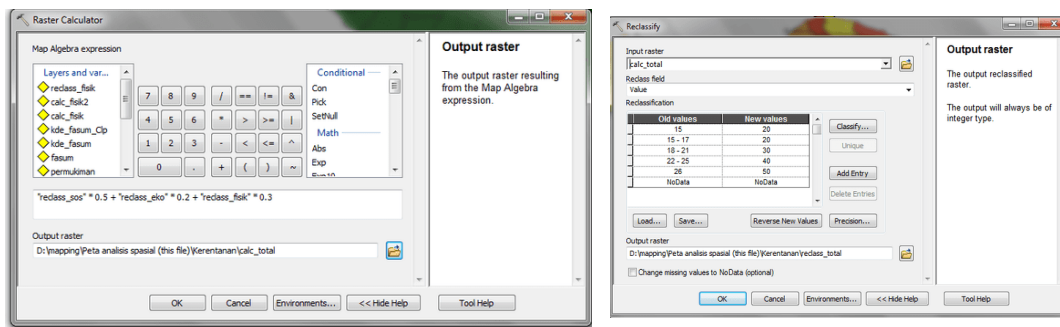 Raster Calculator
Map Algebra expression
Layers and var...
reclass_fisik
calc_fisik2
calc_fisik
kde_fasum_Clp
kde_fasum
fasum
permukiman
7 8 9 / == != &
4 5 6 * > >= |
1 2 3 - < <= ^
0 . + ( ) ~
Conditional
Con
Pick
SetNull
Math
Abs
Exp
Exp10
"reclass_sos" * 0.5 + "reclass_eko" * 0.2 + "reclass_fisik" * 0.3
Output raster
D:\mapping\Peta analisis spasial (this file)\Kerentanan\calc_total
OK Cancel Environments... << Hide Help Tool Help
Output raster
The output raster resulting
from the Map Algebra
expression.
Reclassify
Input raster
calc_total
Reclass field
Value
Reclassification
Old values New values
15 20
15 - 17 20
18 - 21 30
22 - 25 40
26 50
NoData NoData
Classify...
Unique
Add Entry
Delete Entries
Load... Save... Reverse New Values Precision...
Output raster
D:\mapping\Peta analisis spasial (this file)\Kerentanan\reclass_total
Change missing values to NoData (optional)
OK Cancel Environments... << Hide Help Tool Help
Output raster
The output reclassified
raster.
The output will always be of
integer type.